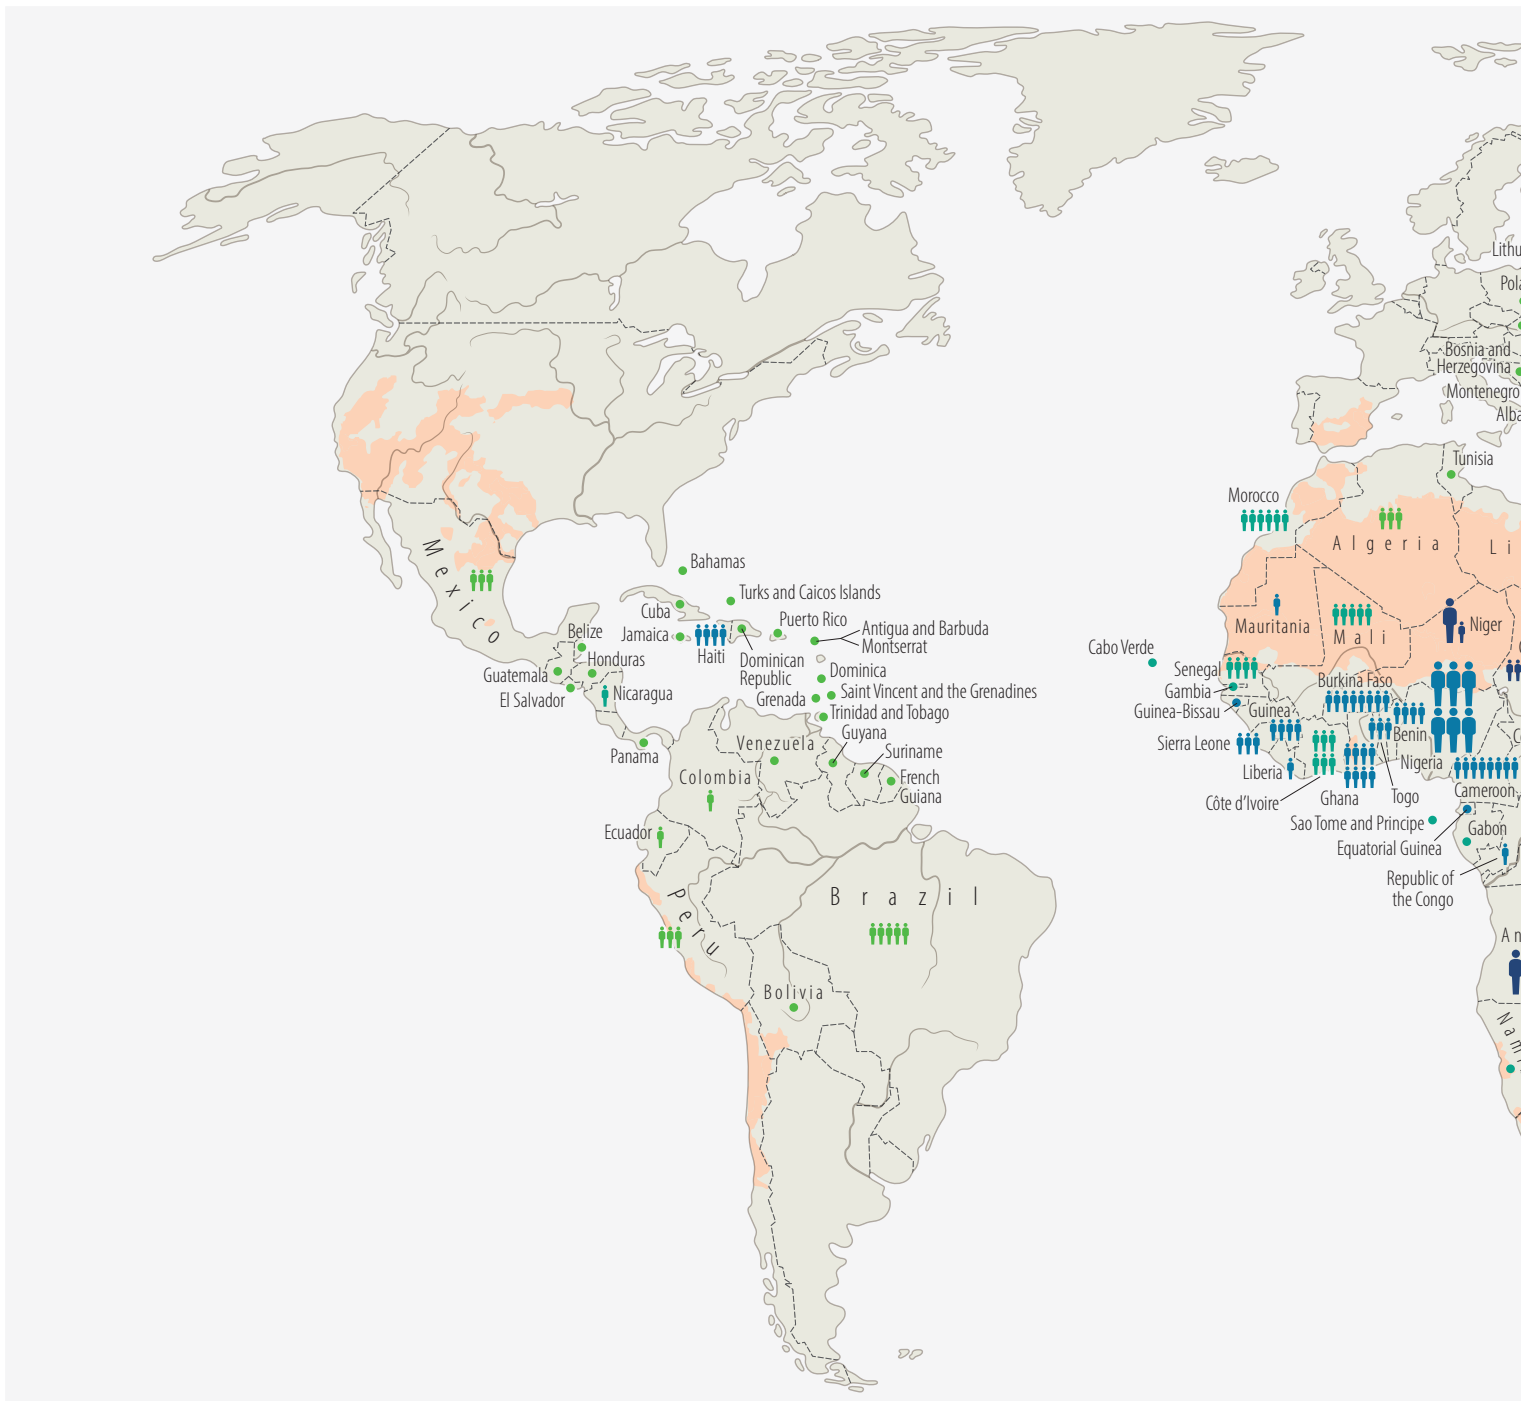 Lithu
Pola
Bosnia and
Herzegovina
Montenegro
Alba
Tunisia
Morocco
Algeria
Li
Mexico
Bahamas
Turks and Caicos Islands
Cuba
Puerto Rico
Jamaica
Haiti
Dominican
Republic
Antigua and Barbuda
Montserrat
Belize
Honduras
Guatemala
El Salvador
Nicaragua
Dominica
Saint Vincent and the Grenadines
Grenada
Trinidad and Tobago
Panama
Venezuela
Guyana
Suriname
French
Guiana
Colombia
Ecuador
Peru
Brazil
Bolivia
Mauritania
Mali
Niger
Cabo Verde
Senegal
Gambia
Guinea-Bissau
Guinea
Burkina Faso
Sierra Leone
Liberia
Côte d'Ivoire
Ghana
Togo
Benin
Nigeria
C
C
Cameroon
Sao Tome and Principe
Equatorial Guinea
Gabon
Republic of
the Congo
An
Nam